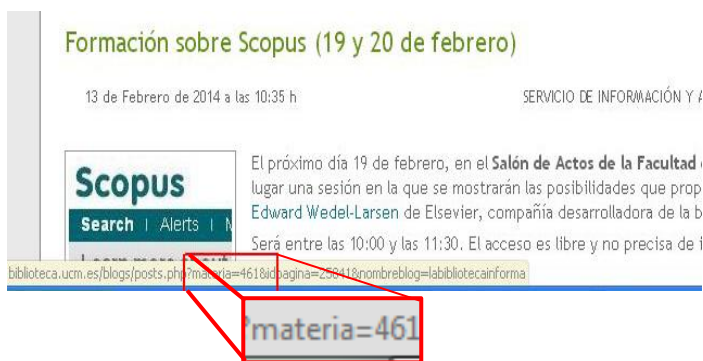 Formación sobre Scopus (19 y 20 de febrero)
13 de Febrero de 2014 a las 10:35 h SERVICIO DE INFORMACIÓN Y
El próximo día 19 de febrero, en el Salón de Actos de la Facultad
lugar una sesión en la que se mostrarán las posibilidades que
Edward Wedel-Larsen de Elsevier, compañía desarrolladora de la
Será entre las 10:00 y las 11:30. El acceso es libre y no precisa de
Scopus
Search | Alerts |
Learn more about
biblioteca.ucm.es/blogs/posts.php?materia=461&idpagina=25841&nombreblog=labibliotecainforma
?materia=461